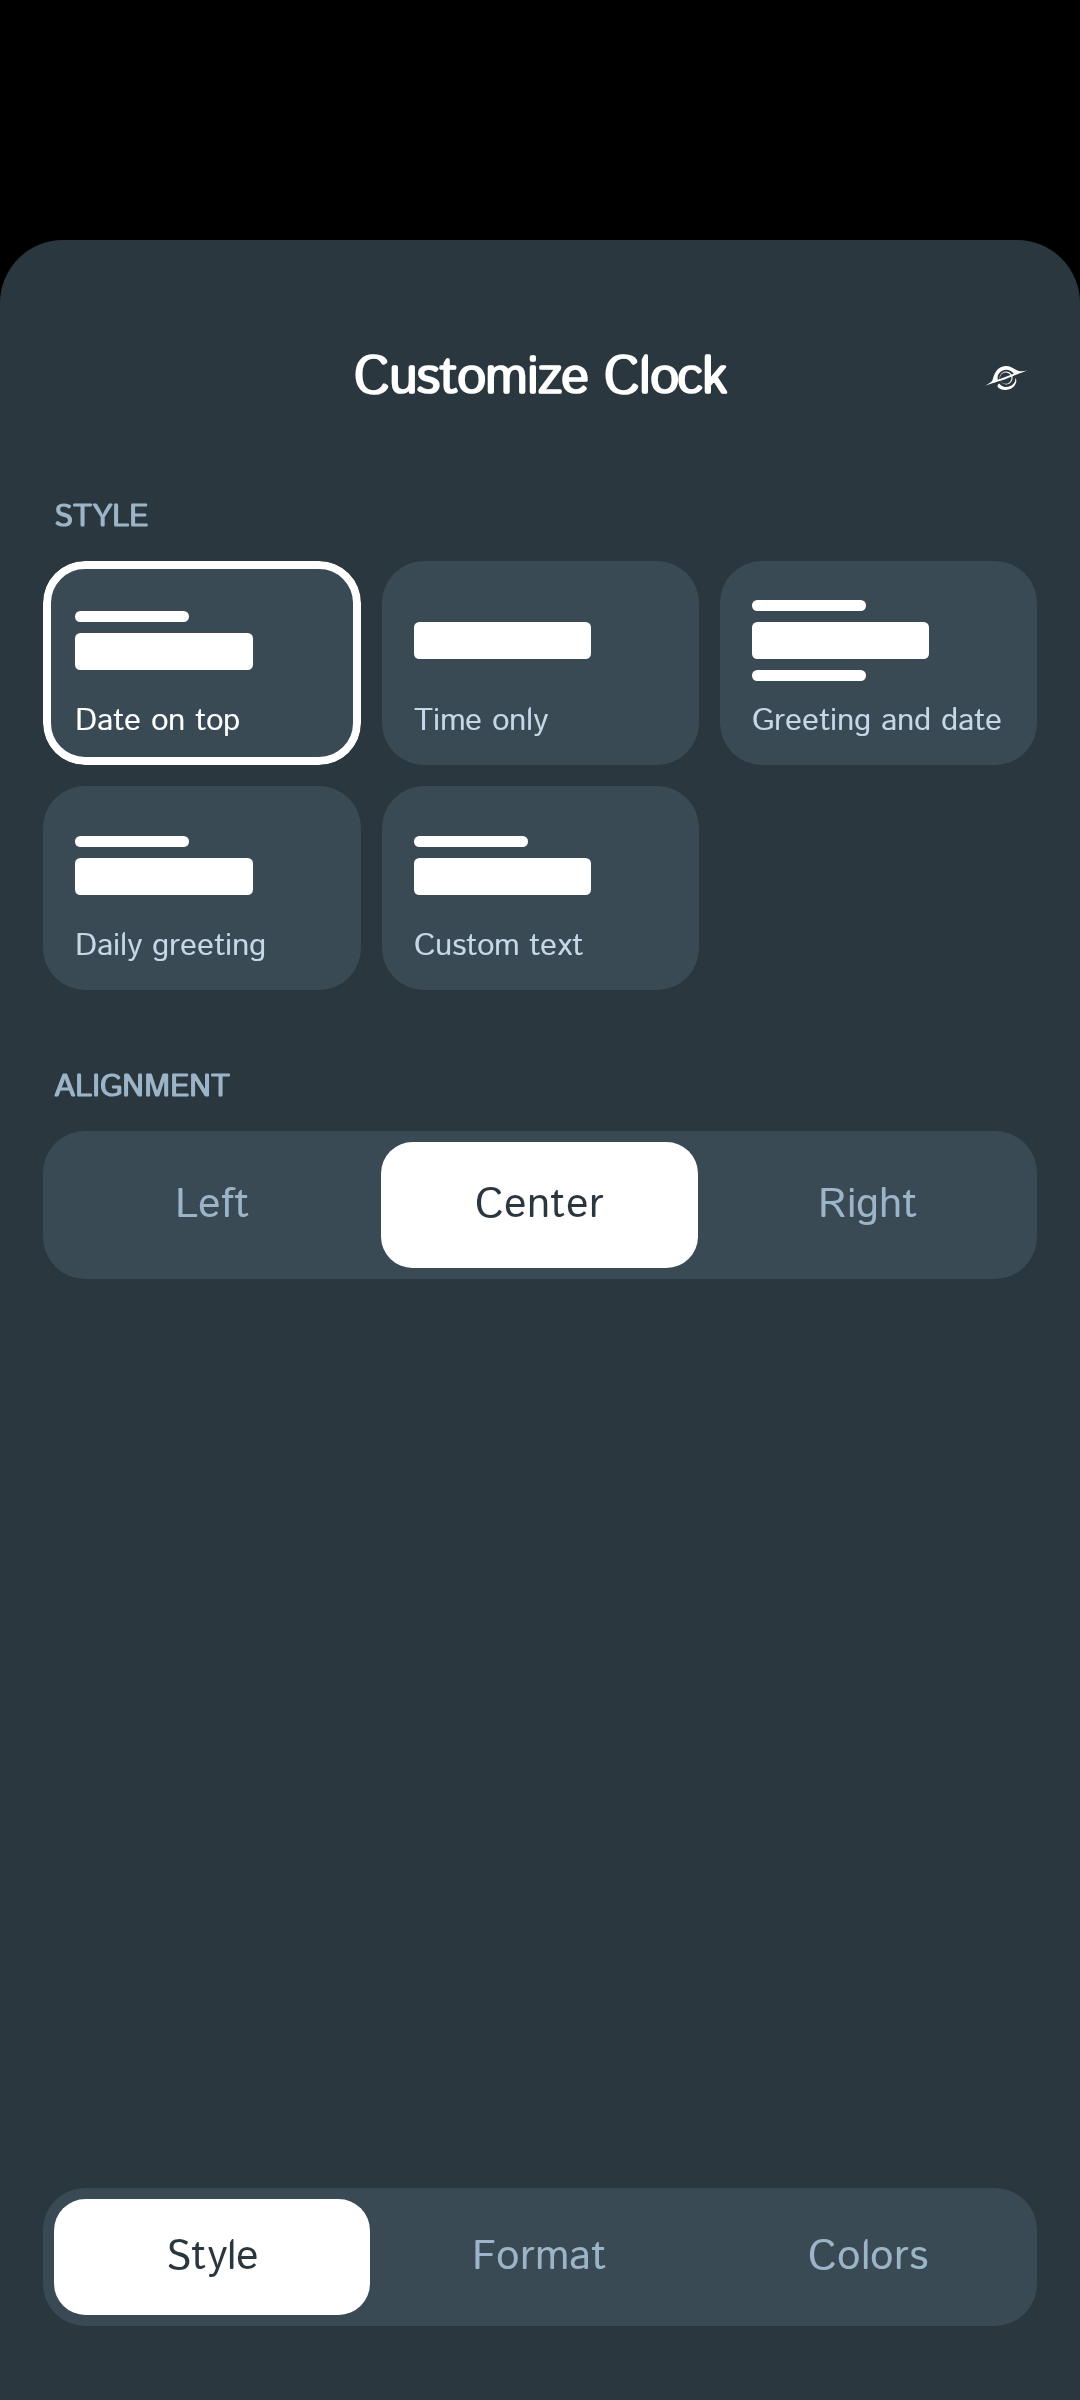 Customize Clock
STYLE
Date on top
Time only
Greeting and date
Daily greeting
Custom text
ALIGNMENT
Left
Center
Right
Style
Format
Colors